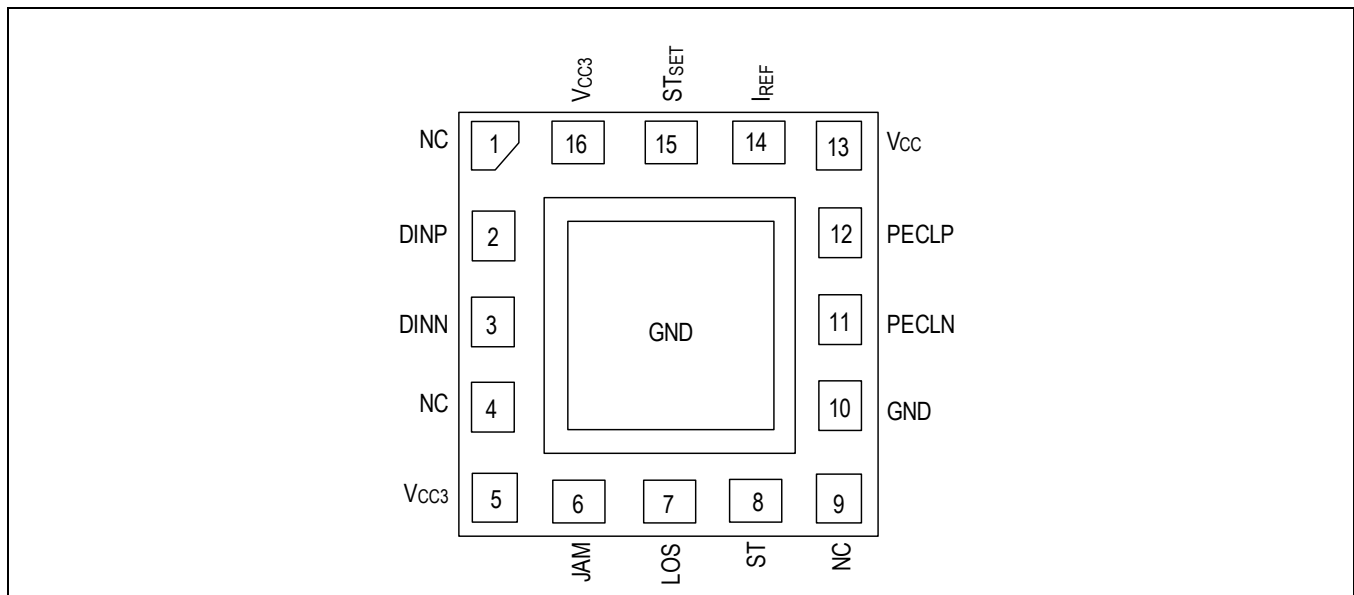 VCC3
STSET
IREF
NC
1
16
15
14
13
VCC
DINP
2
12
PECLP
DINN
3
GND
11
PECLN
NC
4
10
GND
VCC3
5
6
7
8
9
JAM
LOS
ST
NC